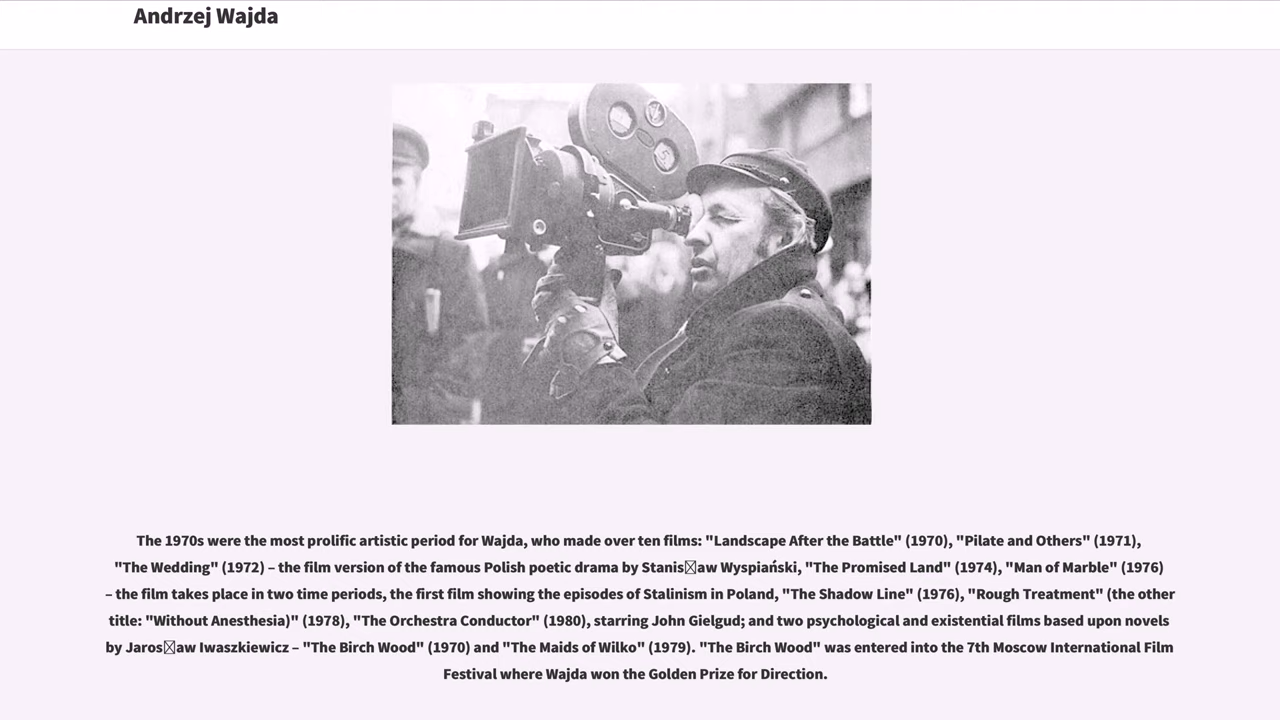 Andrzej Wajda
The 1970s were the most prolific artistic period for Wajda, who made over ten films: "Landscape After the Battle" (1970), "Pilate and Others" (1971),
"The Wedding" (1972) – the film version of the famous Polish poetic drama by Stanis☒aw Wyspiański, "The Promised Land" (1974), "Man of Marble" (1976)
– the film takes place in two time periods, the first film showing the episodes of Stalinism in Poland, "The Shadow Line" (1976), "Rough Treatment" (the other
title: "Without Anesthesia)" (1978), "The Orchestra Conductor" (1980), starring John Gielgud; and two psychological and existential films based upon novels
by Jaros☒aw Iwaszkiewicz – "The Birch Wood" (1970) and "The Maids of Wilko" (1979). "The Birch Wood" was entered into the 7th Moscow International Film
Festival where Wajda won the Golden Prize for Direction.